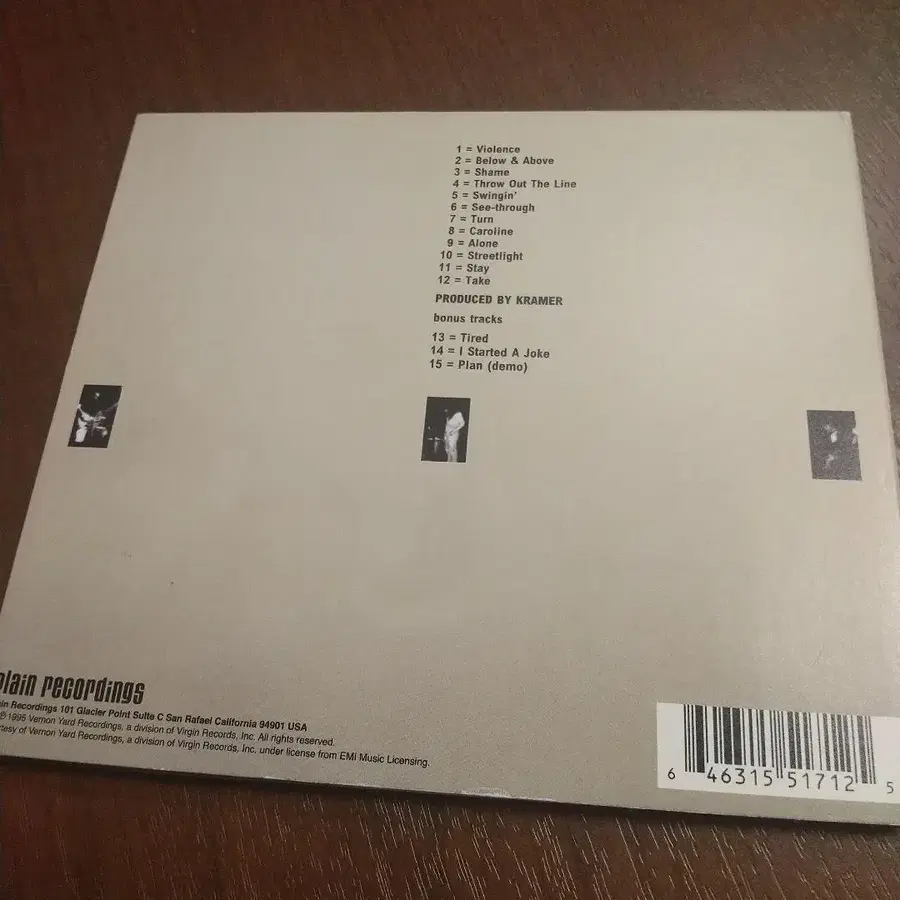 1 = Violence
2 = Below & Above
3 = Shame
4 = Throw Out The Line
5 = Swingin'
6 = See-through
7 = Turn
8 = Caroline
9 = Alone
10 = Streetlight
11 = Stay
12 = Take
PRODUCED BY KRAMER
bonus tracks
13 = Tired
14 = I Started A Joke
15 = Plan (demo)
plain recordings
in Recordings 101 Glacier Point Suite C San Rafael California 94901 USA
℗ 1995 Vernon Yard Recordings, a division of Virgin Records, Inc. All rights reserved.
rtesy of Vernon Yard Recordings, a division of Virgin Records, Inc. under license from EMI Music Licensing.
6 46315 51712 5